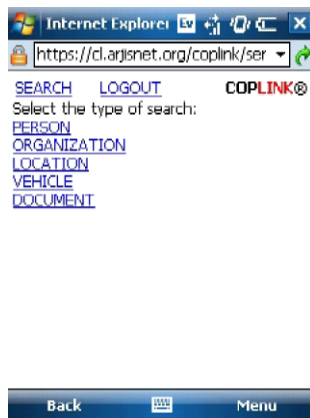 Internet Explorer Ev
https://cl.arjisnet.org/coplink/ser
SEARCH LOGOUT COPLINK®
Select the type of search:
PERSON
ORGANIZATION
LOCATION
VEHICLE
DOCUMENT
Back Menu